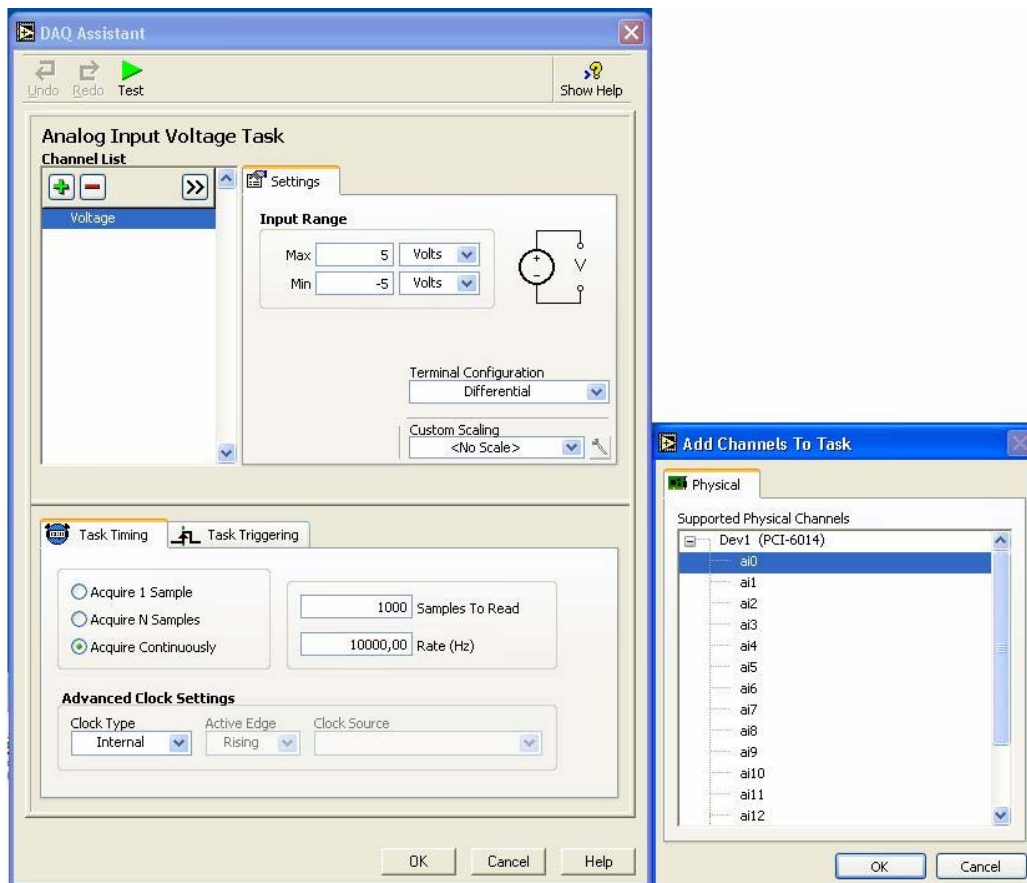 DAQ Assistant
Undo Redo Test
Show Help
Analog Input Voltage Task
Channel List
Voltage
Settings
Input Range
Max 5 Volts
Min -5 Volts
V
Terminal Configuration
Differential
Custom Scaling
<No Scale>
Task Timing Task Triggering
Acquire 1 Sample
Acquire N Samples
Acquire Continuously
1000 Samples To Read
10000,00 Rate (Hz)
Advanced Clock Settings
Clock Type Active Edge Clock Source
Internal Rising
OK Cancel Help
Add Channels To Task
Physical
Supported Physical Channels
Dev1 (PCI-6014)
ai0
ai1
ai2
ai3
ai4
ai5
ai6
ai7
ai8
ai9
ai10
ai11
ai12
OK Cancel